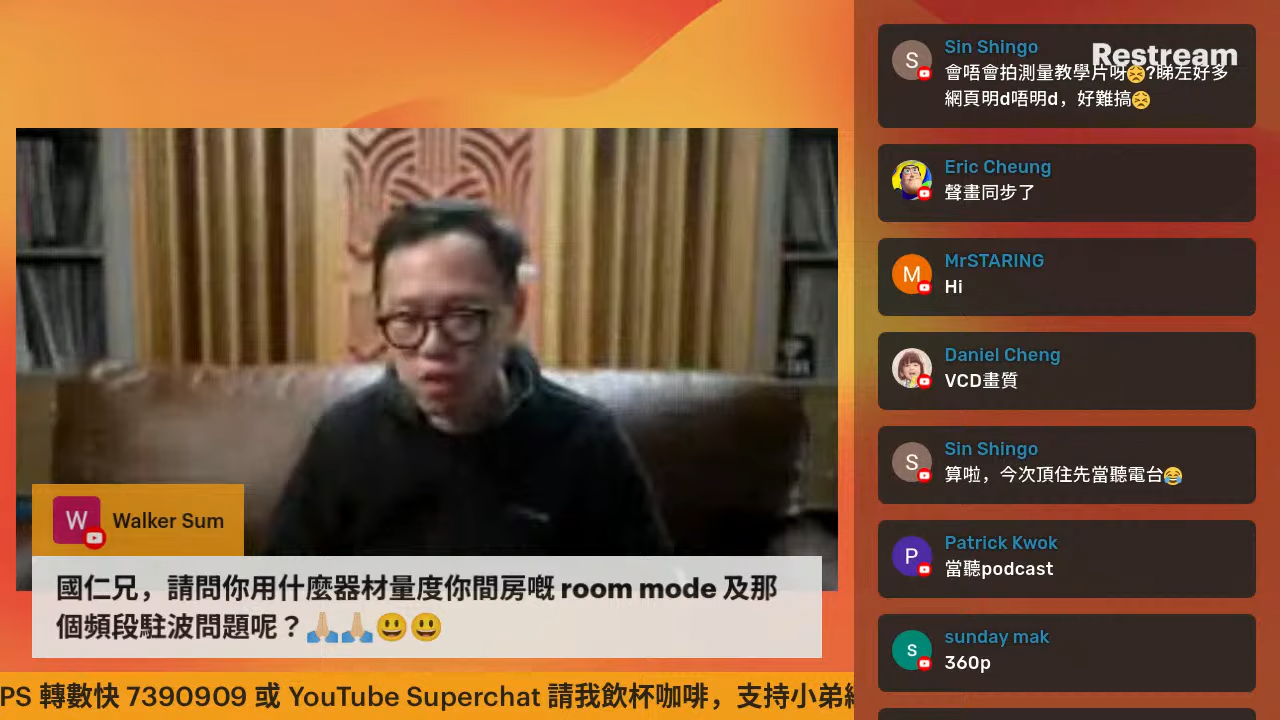 Walker Sum
國仁兄，請問你用什麼器材量度你間房嘅 room mode 及那
個頻段駐波問題呢？🙏🏼🙏🏼😃😃
PS 轉數快 7390909 或 YouTube Superchat 請我飲杯咖啡，支持小弟
Restream
S
Sin Shingo
會唔會拍測量教學片呀😣?睇左好多
網頁明d唔明d，好難搞😣
Eric Cheung
聲畫同步了
M
MrSTARING
Hi
Daniel Cheng
VCD畫質
S
Sin Shingo
算啦，今次頂住先當聽電台😂
P
Patrick Kwok
當聽podcast
s
sunday mak
360p
W